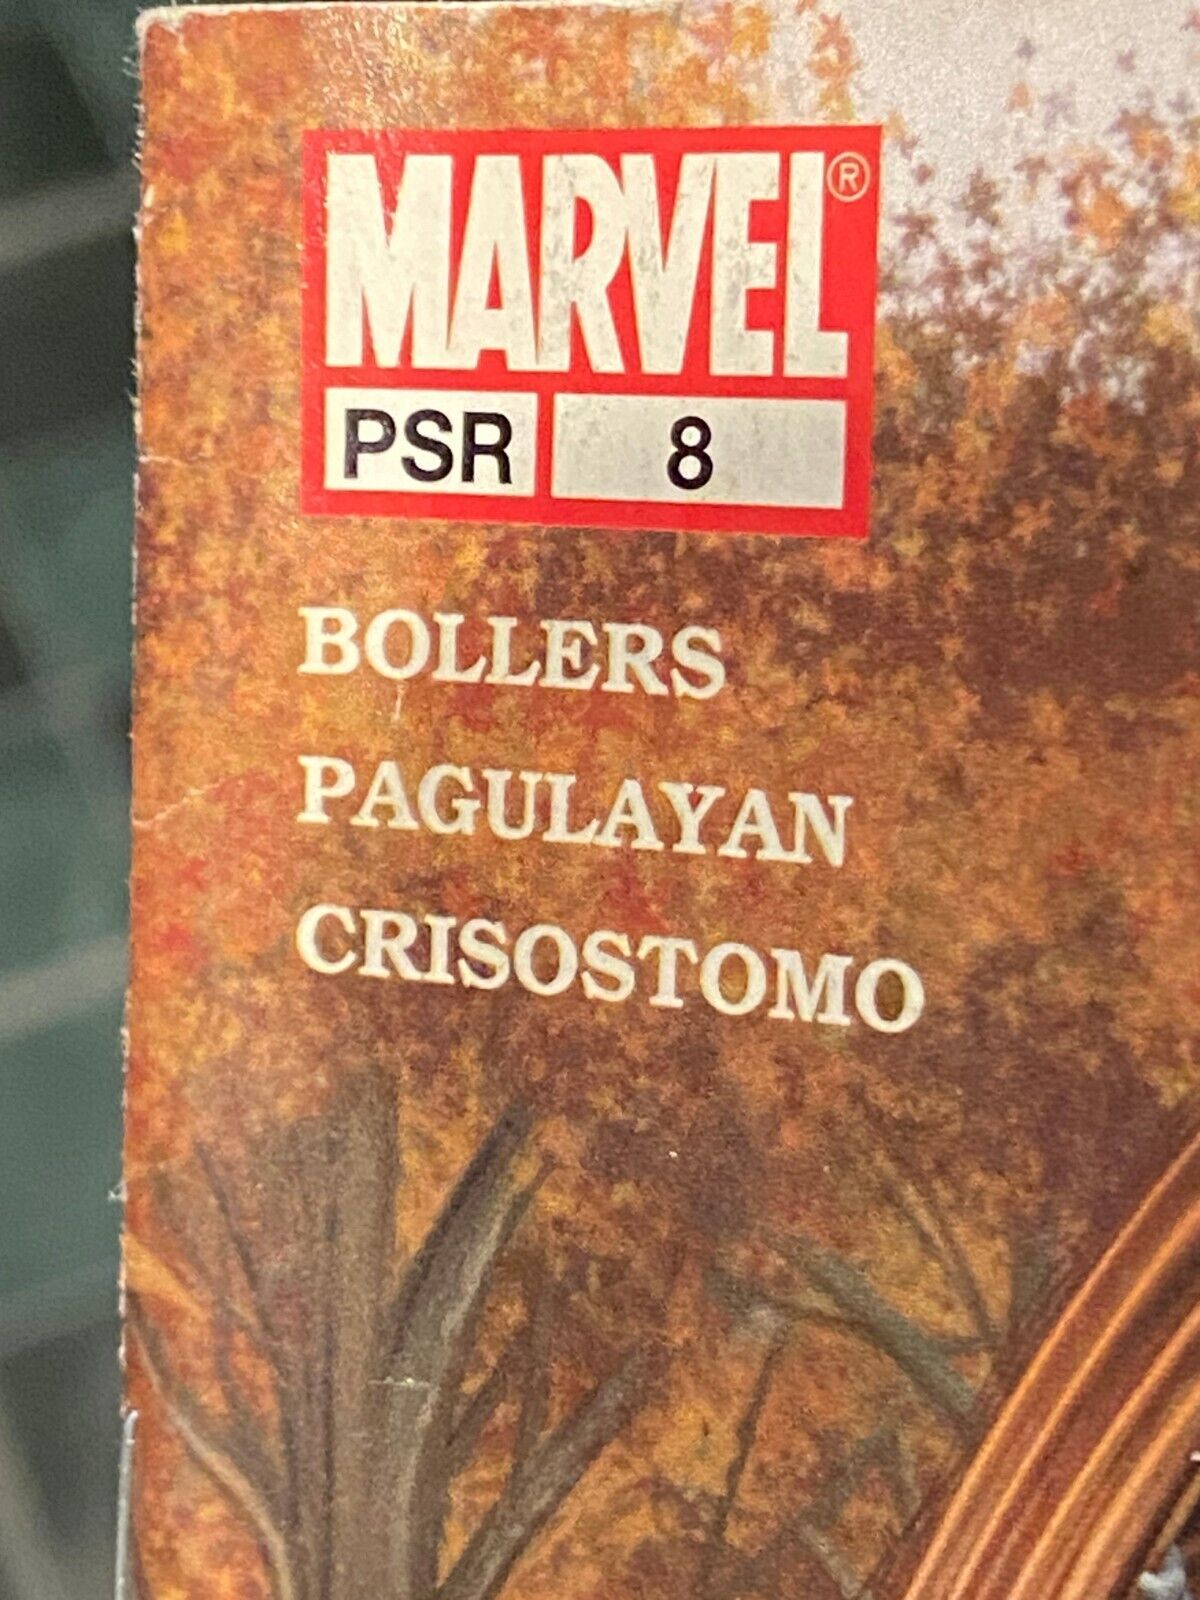 MARVEL®
PSR 8
BOLLERS
PAGULAYAN
CRISOSTOMO